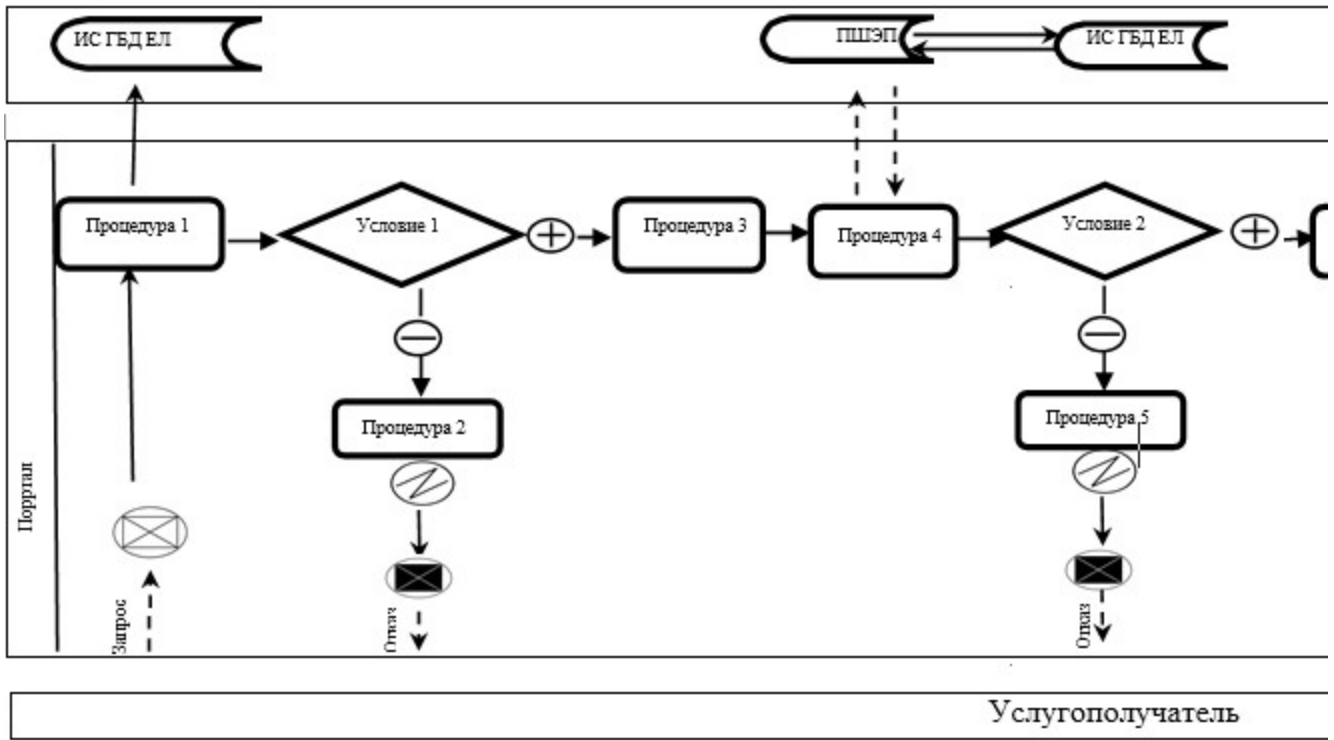 ИС ГБД ЕЛ
ПШЭП
ИС ГБД ЕЛ
Процедура 1
Условие 1
Процедура 3
Процедура 4
Условие 2
Процедура 2
Процедура 5
Порртал
Запрос
Отказ
Отказ
Услугополучатель